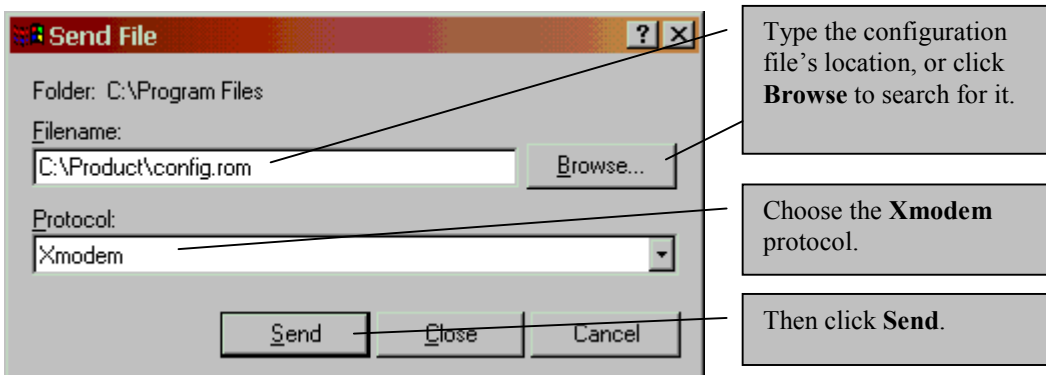 Send File
Folder: C:\Program Files
Filename:
C:\Product\config.rom
Browse...
Protocol:
Xmodem
Send
Close
Cancel
Type the configuration
file’s location, or click
Browse to search for it.
Choose the Xmodem
protocol.
Then click Send.